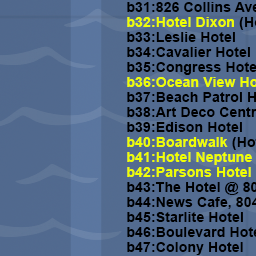 b31:826 Collins Ave
b32:Hotel Dixon (H
b33:Leslie Hotel
b34:Cavalier Hotel
b35:Congress Hote
b36:Ocean View Ho
b37:Beach Patrol H
b38:Art Deco Centr
b39:Edison Hotel
b40:Boardwalk (Ho
b41:Hotel Neptune
b42:Parsons Hotel
b43:The Hotel @ 80
b44:News Cafe, 804
b45:Starlite Hotel
b46:Boulevard Hote
b47:Colony Hotel